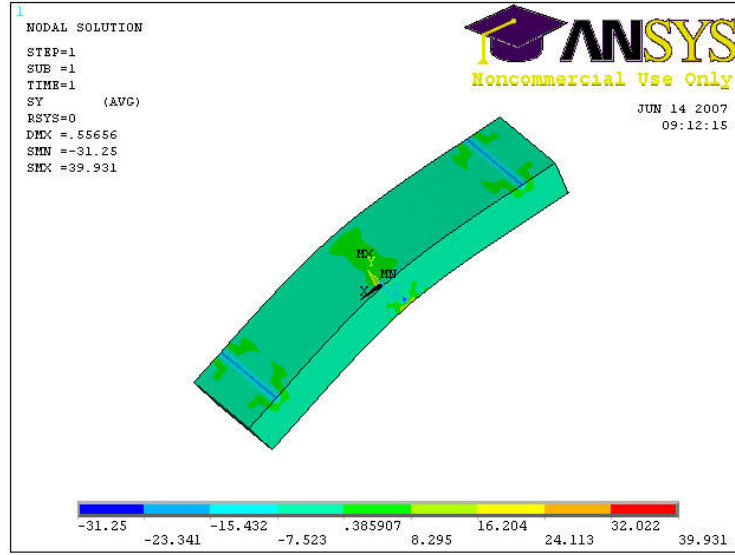 1
NODAL SOLUTION
STEP=1
SUB =1
TIME=1
SY (AVG)
RSYS=0
DMX =.55656
SMN =-31.25
SMX =39.931
ANSYS
Noncommercial Use Only
JUN 14 2007
09:12:15
MX
Y
MN
X
-31.25 -15.432 .385907 16.204 32.022
-23.341 -7.523 8.295 24.113 39.931